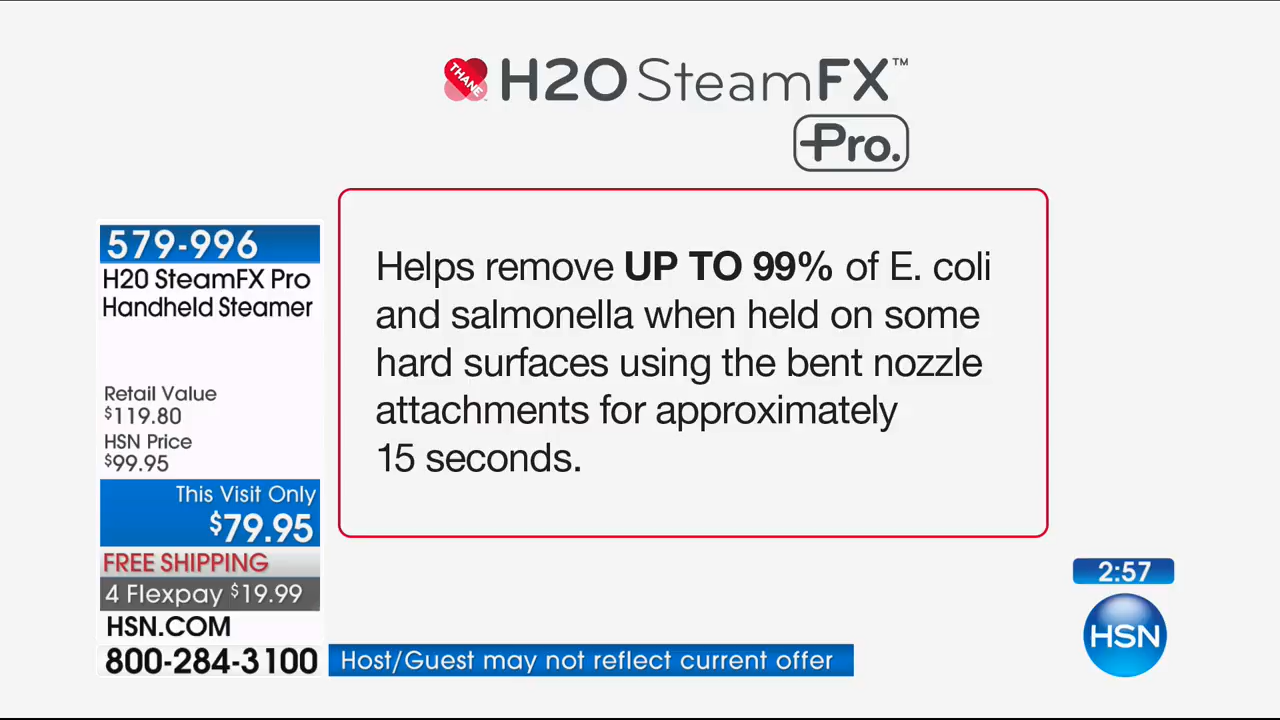 THANE H2O SteamFX™
Pro.
Helps remove UP TO 99% of E. coli
and salmonella when held on some
hard surfaces using the bent nozzle
attachments for approximately
15 seconds.
579-996
H20 SteamFX Pro
Handheld Steamer
Retail Value
$119.80
HSN Price
$99.95
This Visit Only
$79.95
FREE SHIPPING
4 Flexpay $19.99
HSN.COM
800-284-3100
Host/Guest may not reflect current offer
2:57
HSN